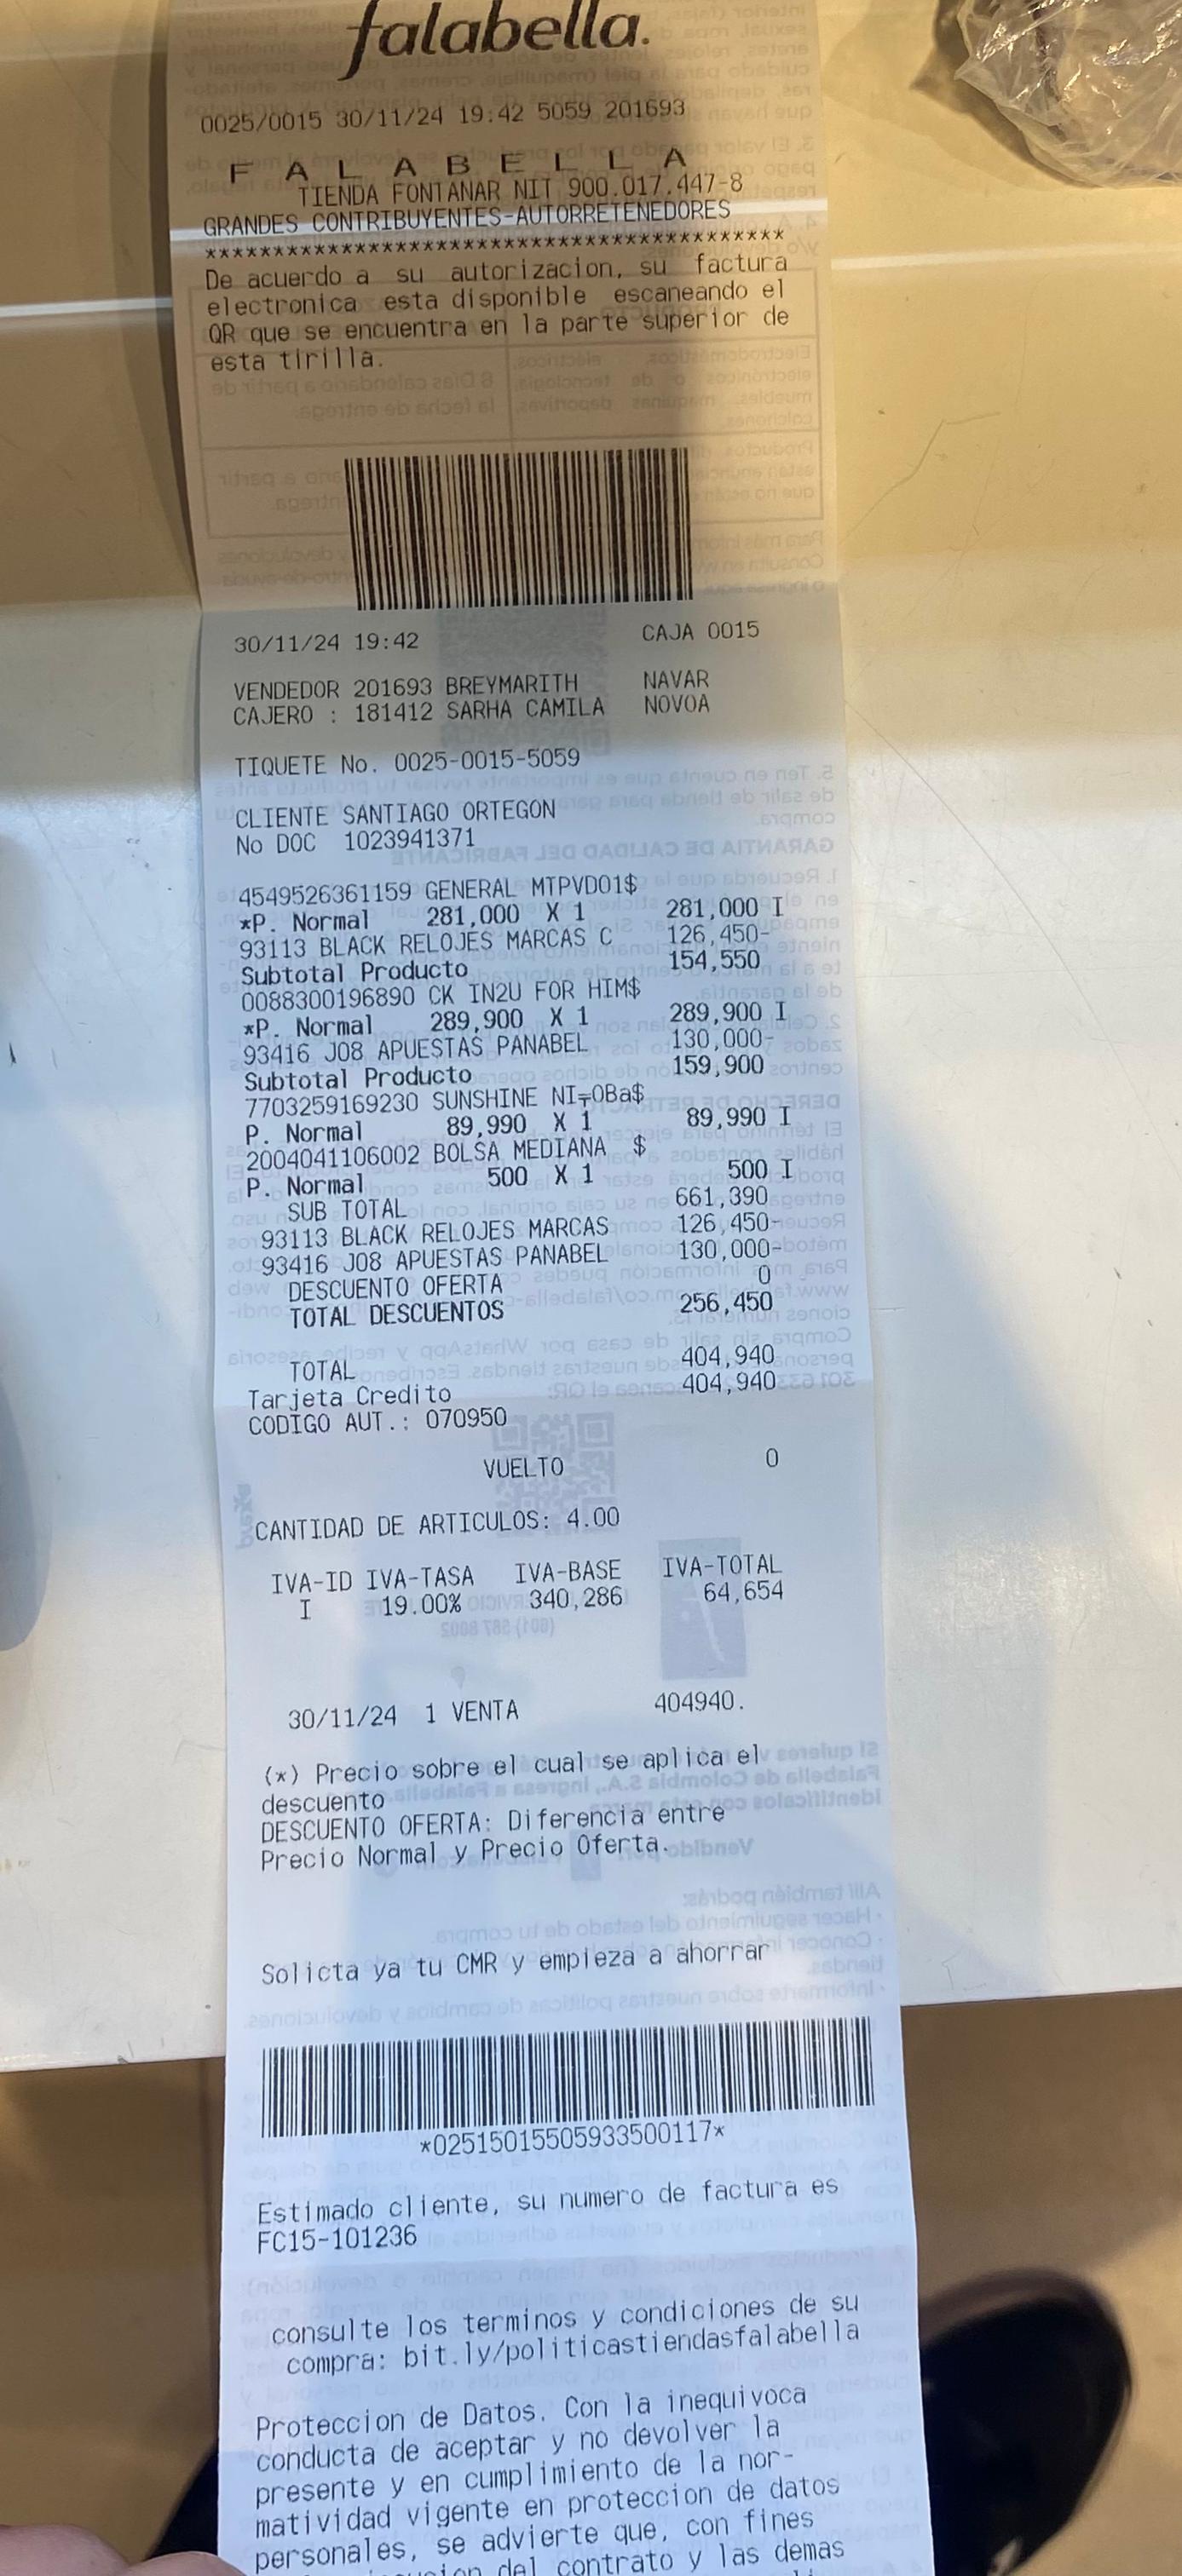 falabella.
0025/0015 30/11/24 19:42 5059 201693
F A L A B E L L A
TIENDA FONTANAR NIT 900.017.447-8
GRANDES CONTRIBUYENTES-AUTORRETENEDORES
*******************************************
De acuerdo a su autorizacion, su factura
electronica esta disponible escaneando el
QR que se encuentra en la parte superior de
esta tirilla.
30/11/24 19:42 CAJA 0015
VENDEDOR 201693 BREYMARITH NAVAR
CAJERO : 181412 SARHA CAMILA NOVOA
TIQUETE No. 0025-0015-5059
CLIENTE SANTIAGO ORTEGON
No DOC 1023941371
4549526361159 GENERAL MTPVD01$
*P. Normal 281,000 X 1 281,000 I
93113 BLACK RELOJES MARCAS C 126,450-
Subtotal Producto 154,550
0088300196890 CK IN2U FOR HIM$
*P. Normal 289,900 X 1 289,900 I
93416 J08 APUESTAS PANABEL 130,000-
Subtotal Producto 159,900
7703259169230 SUNSHINE NI-0Ba$
P. Normal 89,990 X 1 89,990 I
2004041106002 BOLSA MEDIANA $
P. Normal 500 X 1 500 I
SUB TOTAL 661,390
93113 BLACK RELOJES MARCAS 126,450-
93416 J08 APUESTAS PANABEL 130,000-
DESCUENTO OFERTA 0
TOTAL DESCUENTOS 256,450
TOTAL 404,940
Tarjeta Credito 404,940
CODIGO AUT.: 070950
VUELTO 0
CANTIDAD DE ARTICULOS: 4.00
IVA-ID IVA-TASA IVA-BASE IVA-TOTAL
I 19.00% 340,286 64,654
30/11/24 1 VENTA 404940.
(*) Precio sobre el cual se aplica el
descuento
DESCUENTO OFERTA: Diferencia entre
Precio Normal y Precio Oferta.
Solicta ya tu CMR y empieza a ahorrar
*02515015505933500117*
Estimado cliente, su numero de factura es
FC15-101236
consulte los terminos y condiciones de su
compra: bit.ly/politicastiendasfalabella
Proteccion de Datos. Con la inequivoca
conducta de aceptar y no devolver la
presente y en cumplimiento de la nor-
matividad vigente en proteccion de datos
personales, se advierte que, con fines
del contrato y las demas